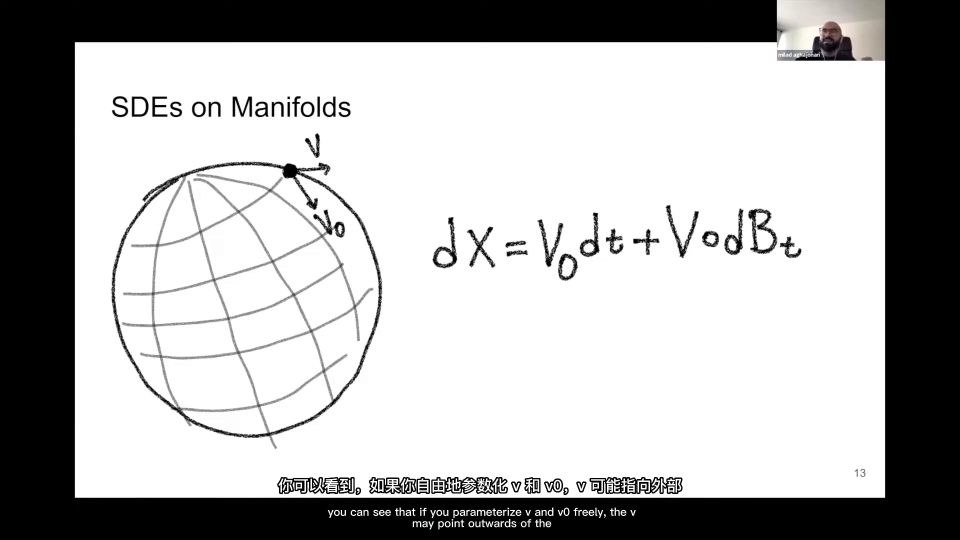 milad aghajohari
SDEs on Manifolds
V
V₀
dX = V₀dt + V∘dBₜ
13
你可以看到，如果你自由地参数化 v 和 v0，v 可能指向外部
you can see that if you parameterize v and v0 freely, the v
may point outwards of the